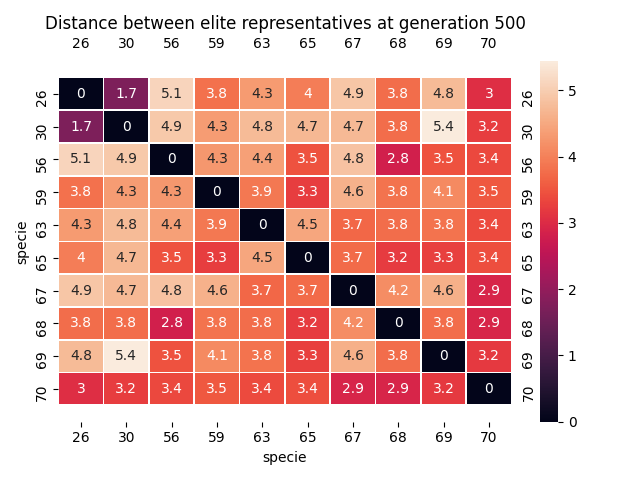 Distance between elite representatives at generation 500
26 30 56 59 63 65 67 68 69 70
26 0 1.7 5.1 3.8 4.3 4 4.9 3.8 4.8 3 26
30 1.7 0 4.9 4.3 4.8 4.7 4.7 3.8 5.4 3.2 30
56 5.1 4.9 0 4.3 4.4 3.5 4.8 2.8 3.5 3.4 56
59 3.8 4.3 4.3 0 3.9 3.3 4.6 3.8 4.1 3.5 59
63 4.3 4.8 4.4 3.9 0 4.5 3.7 3.8 3.8 3.4 63
65 4 4.7 3.5 3.3 4.5 0 3.7 3.2 3.3 3.4 65
67 4.9 4.7 4.8 4.6 3.7 3.7 0 4.2 4.6 2.9 67
68 3.8 3.8 2.8 3.8 3.8 3.2 4.2 0 3.8 2.9 68
69 4.8 5.4 3.5 4.1 3.8 3.3 4.6 3.8 0 3.2 69
70 3 3.2 3.4 3.5 3.4 3.4 2.9 2.9 3.2 0 70
26 30 56 59 63 65 67 68 69 70
specie
specie
5
4
3
2
1
0